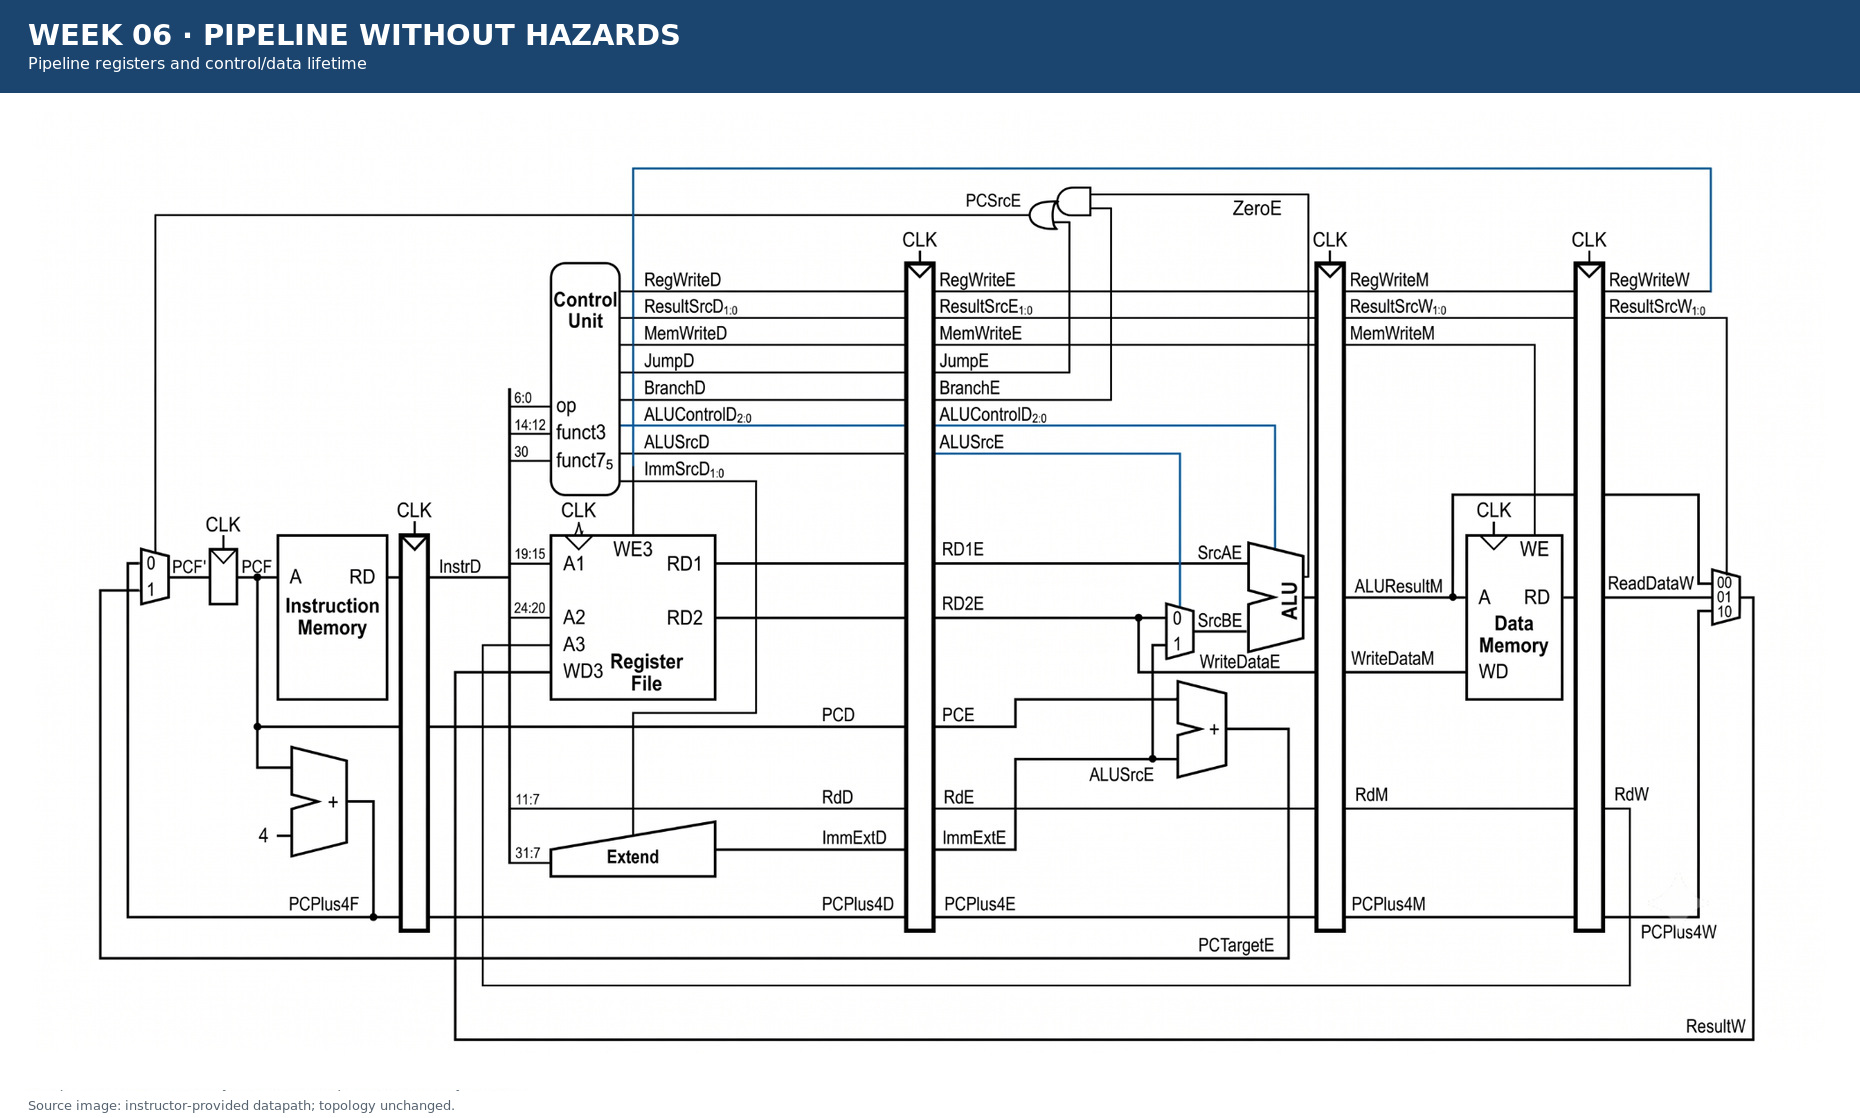 WEEK 06 · PIPELINE WITHOUT HAZARDS
Pipeline registers and control/data lifetime
PCSrcE
ZeroE
CLK
CLK
CLK
Control
Unit
op
funct3
funct7₅
6:0
14:12
30
RegWriteD
ResultSrcD₁:₀
MemWriteD
JumpD
BranchD
ALUControlD₂:₀
ALUSrcD
ImmSrcD₁:₀
RegWriteE
ResultSrcE₁:₀
MemWriteE
JumpE
BranchE
ALUControlD₂:₀
ALUSrcE
RegWriteM
ResultSrcW₁:₀
MemWriteM
RegWriteW
ResultSrcW₁:₀
0
1
PCF'
CLK
PCF
A
RD
Instruction
Memory
CLK
InstrD
19:15
24:20
CLK
A1
WE3
RD1
A2
RD2
A3
WD3
Register
File
RD1E
RD2E
SrcAE
0
1
SrcBE
ALU
WriteDataE
ALUResultM
WriteDataM
CLK
WE
A
RD
Data
Memory
WD
ReadDataW
00
01
10
PCD
PCE
+
ALUSrcE
4
+
11:7
RdD
RdE
RdM
RdW
31:7
Extend
ImmExtD
ImmExtE
PCPlus4F
PCPlus4D
PCPlus4E
PCPlus4M
PCPlus4W
PCTargetE
ResultW
Source image: instructor-provided datapath; topology unchanged.